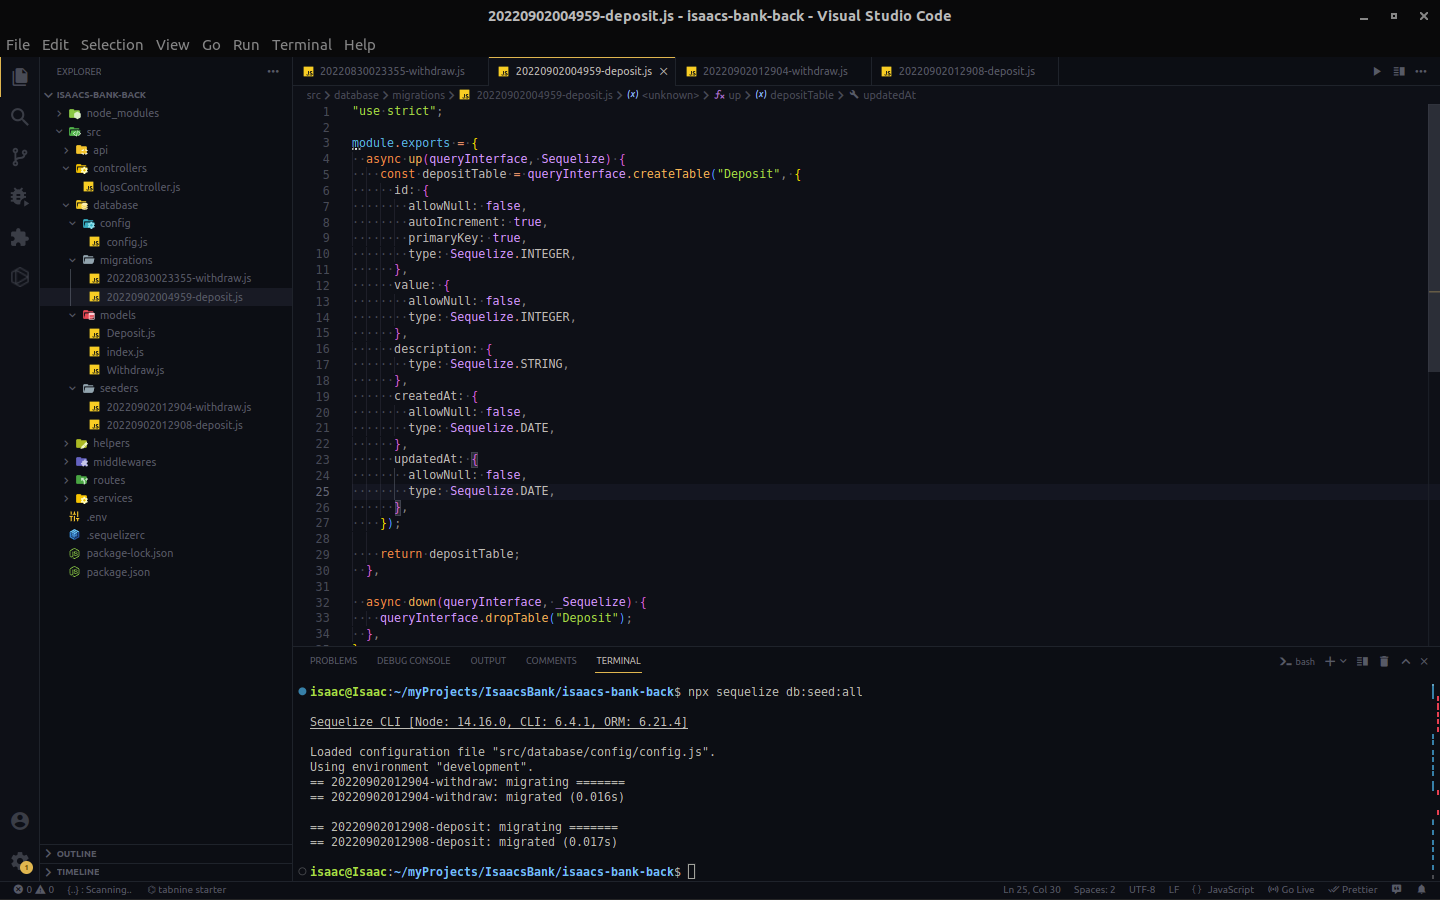 20220902004959-deposit.js - isaacs-bank-back - Visual Studio Code
File Edit Selection View Go Run Terminal Help
EXPLORER
ISAACS-BANK-BACK
node_modules
src
api
controllers
logsController.js
database
config
config.js
migrations
20220830023355-withdraw.js
20220902004959-deposit.js
models
Deposit.js
index.js
Withdraw.js
seeders
20220902012904-withdraw.js
20220902012908-deposit.js
helpers
middlewares
routes
services
.env
.sequelizerc
package-lock.json
package.json
OUTLINE
TIMELINE
20220830023355-withdraw.js 20220902004959-deposit.js 20220902012904-withdraw.js 20220902012908-deposit.js
src > database > migrations > 20220902004959-deposit.js > <unknown> > up > depositTable > updatedAt
1 "use strict";
2
3 module.exports = {
4 async up(queryInterface, Sequelize) {
5 const depositTable = queryInterface.createTable("Deposit", {
6 id: {
7 allowNull: false,
8 autoIncrement: true,
9 primaryKey: true,
10 type: Sequelize.INTEGER,
11 },
12 value: {
13 allowNull: false,
14 type: Sequelize.INTEGER,
15 },
16 description: {
17 type: Sequelize.STRING,
18 },
19 createdAt: {
20 allowNull: false,
21 type: Sequelize.DATE,
22 },
23 updatedAt: {
24 allowNull: false,
25 type: Sequelize.DATE,
26 },
27 });
28
29 return depositTable;
30 },
31
32 async down(queryInterface, _Sequelize) {
33 queryInterface.dropTable("Deposit");
34 },
PROBLEMS DEBUG CONSOLE OUTPUT COMMENTS TERMINAL bash
isaac@Isaac:~/myProjects/IsaacsBank/isaacs-bank-back$ npx sequelize db:seed:all
Sequelize CLI [Node: 14.16.0, CLI: 6.4.1, ORM: 6.21.4]
Loaded configuration file "src/database/config/config.js".
Using environment "development".
== 20220902012904-withdraw: migrating =======
== 20220902012904-withdraw: migrated (0.016s)
== 20220902012908-deposit: migrating =======
== 20220902012908-deposit: migrated (0.017s)
isaac@Isaac:~/myProjects/IsaacsBank/isaacs-bank-back$
1
0 0 {..} : Scanning.. tabnine starter Ln 25, Col 30 Spaces: 2 UTF-8 LF {} JavaScript Go Live Prettier